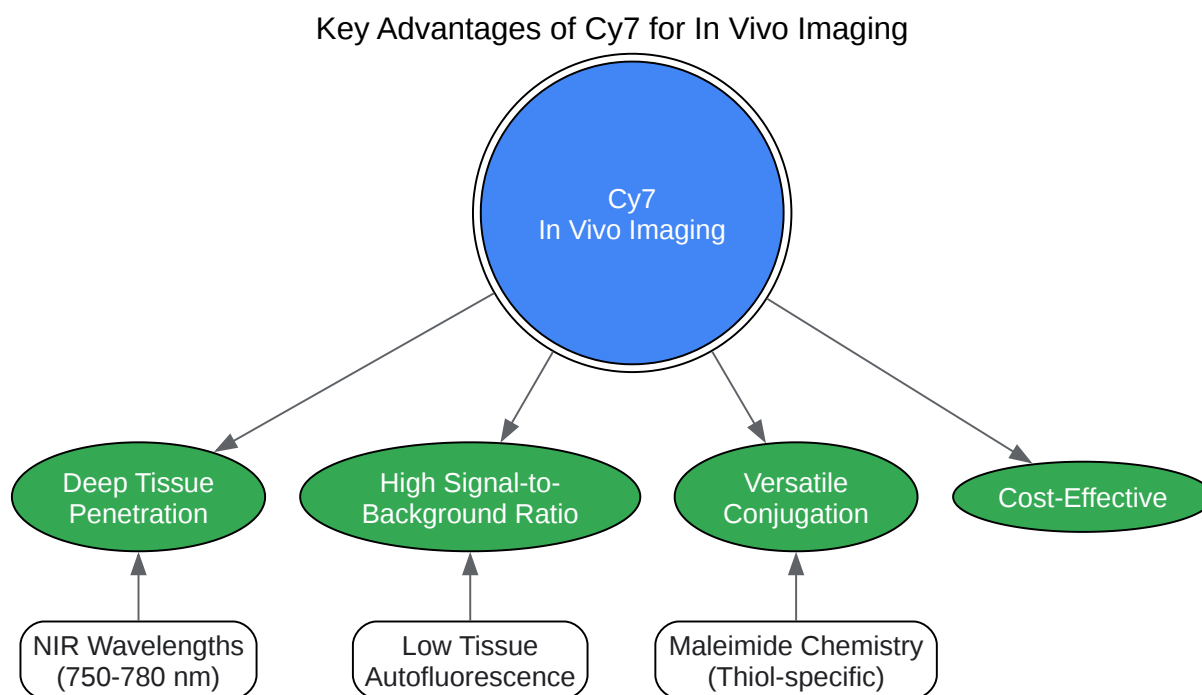 Key Advantages of Cy7 for In Vivo Imaging
Cy7
In Vivo Imaging
Deep Tissue
Penetration
High Signal-to-
Background Ratio
Versatile
Conjugation
Cost-Effective
NIR Wavelengths
(750-780 nm)
Low Tissue
Autofluorescence
Maleimide Chemistry
(Thiol-specific)